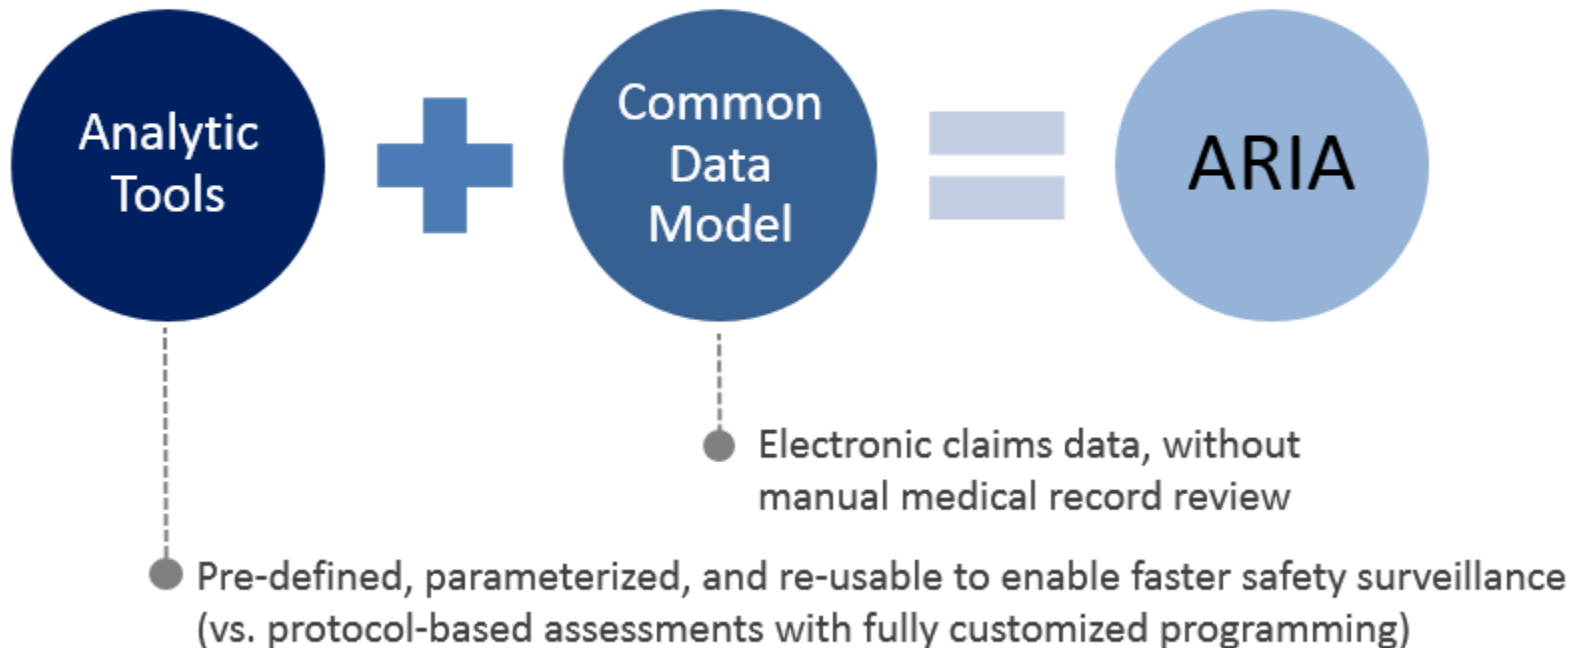 Analytic
Tools
Common
Data
Model
ARIA
Electronic claims data, without
manual medical record review
Pre-defined, parameterized, and re-usable to enable faster safety surveillance
(vs. protocol-based assessments with fully customized programming)